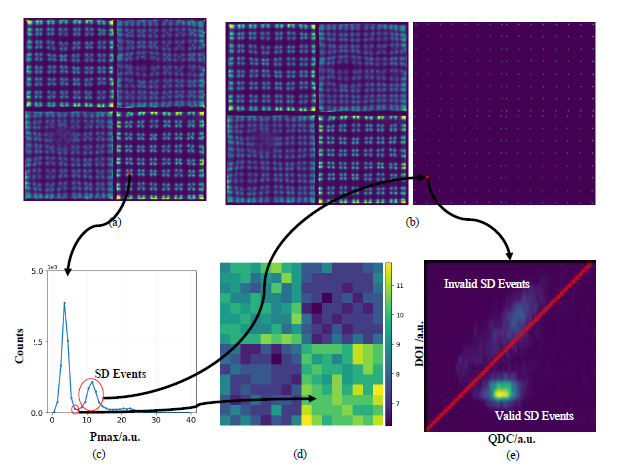 (a)
(b)
1e3
5.0
7.5
0.0
Counts
SD Events
0
10
20
30
40
Pmax/a.u.
(c)
11
10
9
8
7
(d)
DOI /a.u.
Invalid SD Events
Valid SD Events
QDC/a.u.
(e)